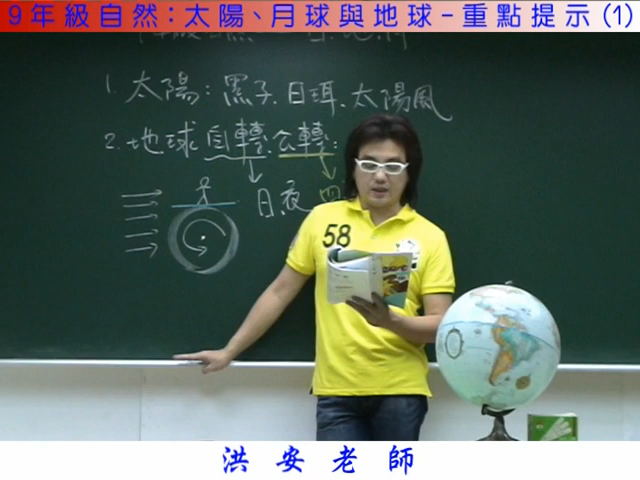 9年級自然:太陽、月球與地球-重點提示(1)
1. 太陽:黑子.日珥.太陽風
2. 地球自轉.公轉:
日夜 四
58
洪安老師